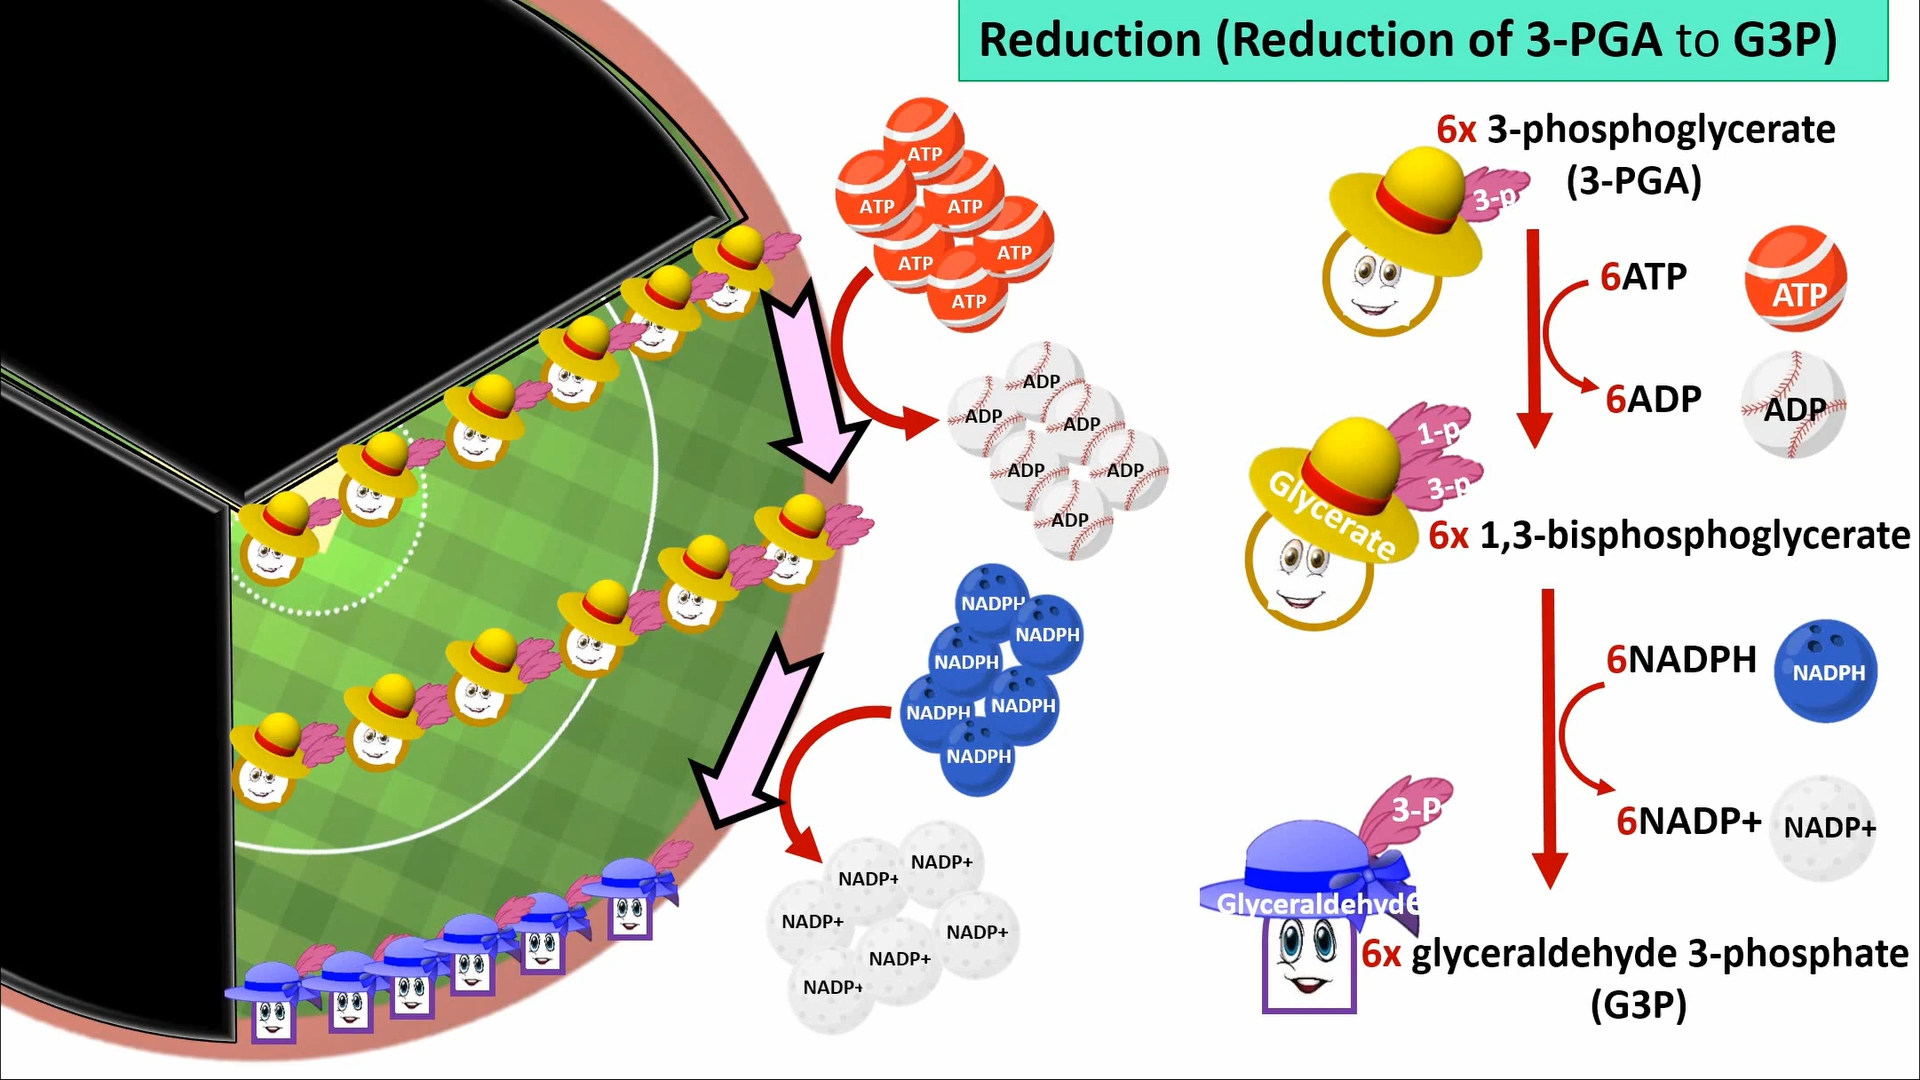 Reduction (Reduction of 3-PGA to G3P)
6x 3-phosphoglycerate
(3-PGA)
3-p
6ATP
ATP
6ADP
ADP
1-p
3-p
Glycerate
6x 1,3-bisphosphoglycerate
6NADPH
NADPH
6NADP+
NADP+
3-P
Glyceraldehyde
6x glyceraldehyde 3-phosphate
(G3P)
ATP
ATP
ATP
ATP
ATP
ATP
ADP
ADP
ADP
ADP
ADP
ADP
NADPH
NADPH
NADPH
NADPH
NADPH
NADPH
NADP+
NADP+
NADP+
NADP+
NADP+
NADP+